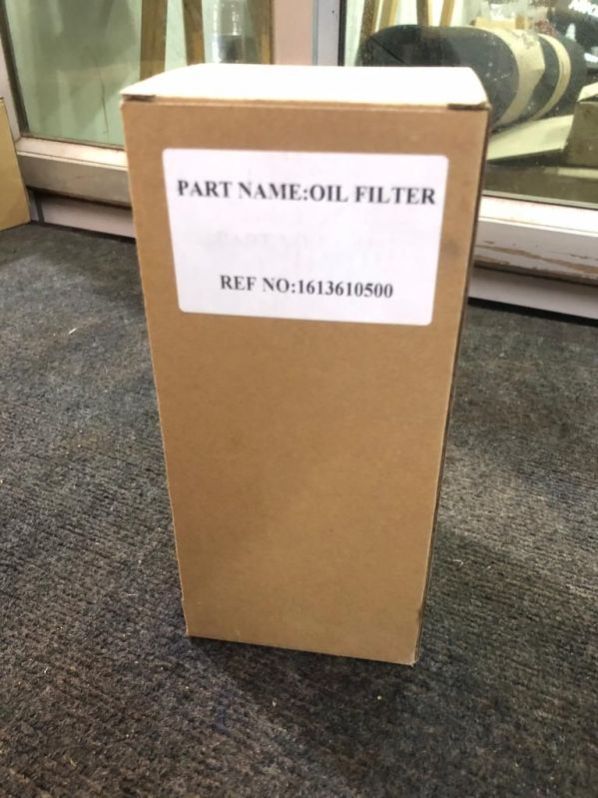 PART NAME:OIL FILTER
REF NO:1613610500